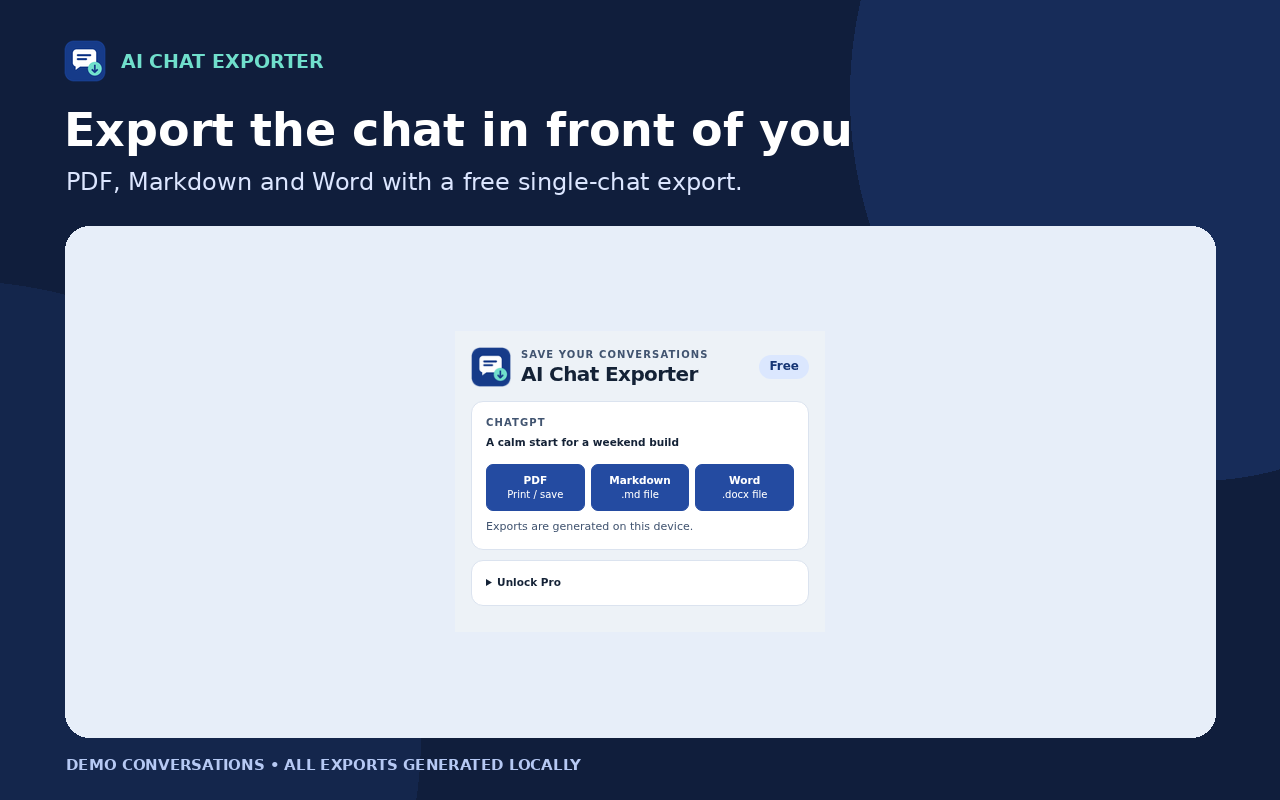 AI CHAT EXPORTER
Export the chat in front of you
PDF, Markdown and Word with a free single-chat export.
SAVE YOUR CONVERSATIONS
AI Chat Exporter
Free
CHATGPT
A calm start for a weekend build
PDF
Print / save
Markdown
.md file
Word
.docx file
Exports are generated on this device.
Unlock Pro
DEMO CONVERSATIONS • ALL EXPORTS GENERATED LOCALLY